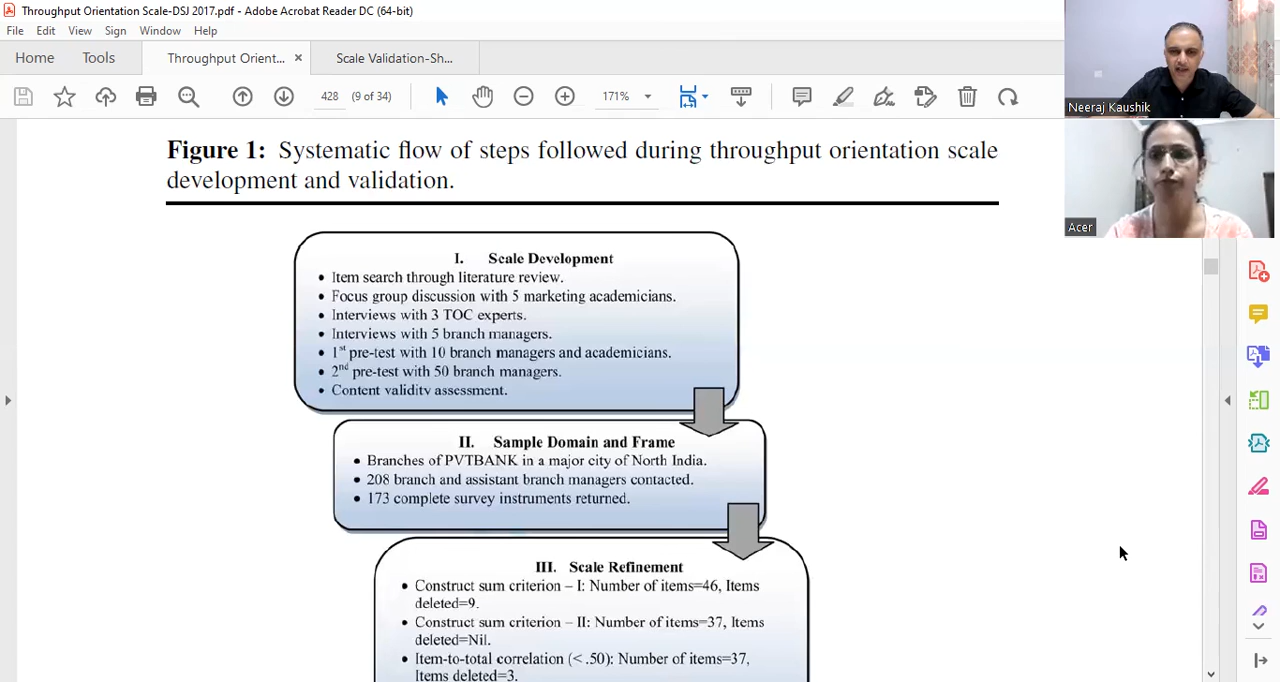 Throughput Orientation Scale-DSJ 2017.pdf - Adobe Acrobat Reader DC (64-bit)
File Edit View Sign Window Help
Home Tools Throughput Orient... × Scale Validation-Sh...
428 (9 of 34) 171%
Neeraj Kaushik
Acer
Figure 1: Systematic flow of steps followed during throughput orientation scale
development and validation.
I. Scale Development
• Item search through literature review.
• Focus group discussion with 5 marketing academicians.
• Interviews with 3 TOC experts.
• Interviews with 5 branch managers.
• 1st pre-test with 10 branch managers and academicians.
• 2nd pre-test with 50 branch managers.
• Content validity assessment.
II. Sample Domain and Frame
• Branches of PVTBANK in a major city of North India.
• 208 branch and assistant branch managers contacted.
• 173 complete survey instruments returned.
III. Scale Refinement
• Construct sum criterion – I: Number of items=46, Items
deleted=9.
• Construct sum criterion – II: Number of items=37, Items
deleted=Nil.
• Item-to-total correlation (< .50): Number of items=37,
Items deleted=3.